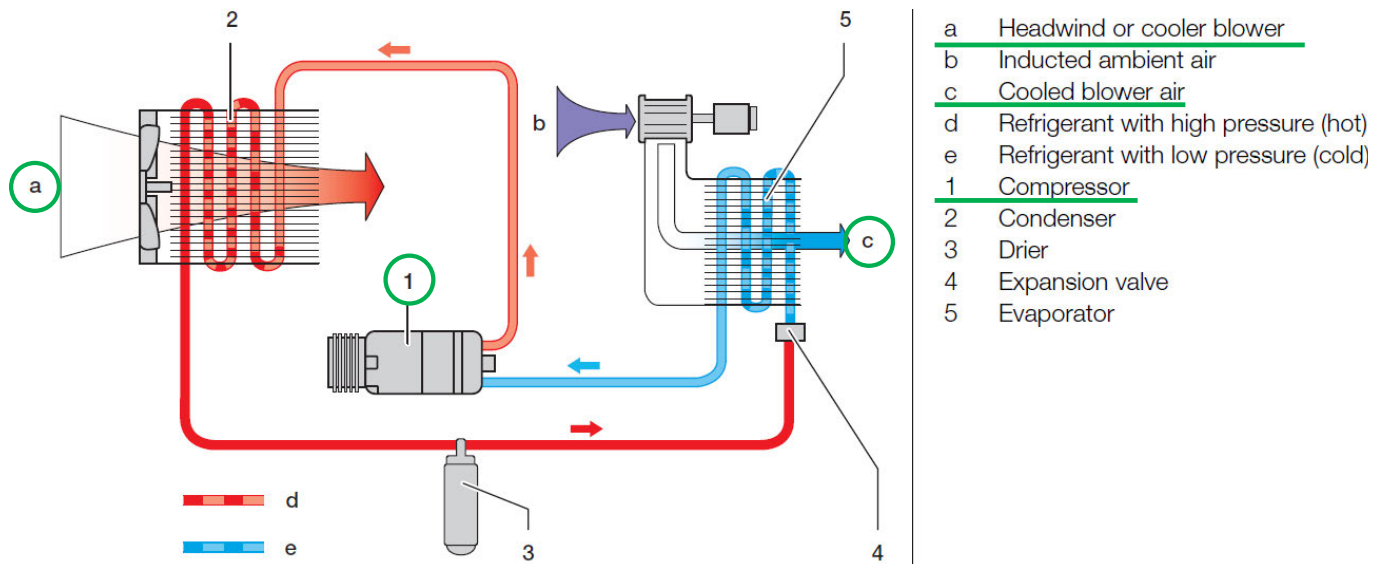 2
5
b
a
c
1
d
e
3
4
a Headwind or cooler blower
b Inducted ambient air
c Cooled blower air
d Refrigerant with high pressure (hot)
e Refrigerant with low pressure (cold)
1 Compressor
2 Condenser
3 Drier
4 Expansion valve
5 Evaporator